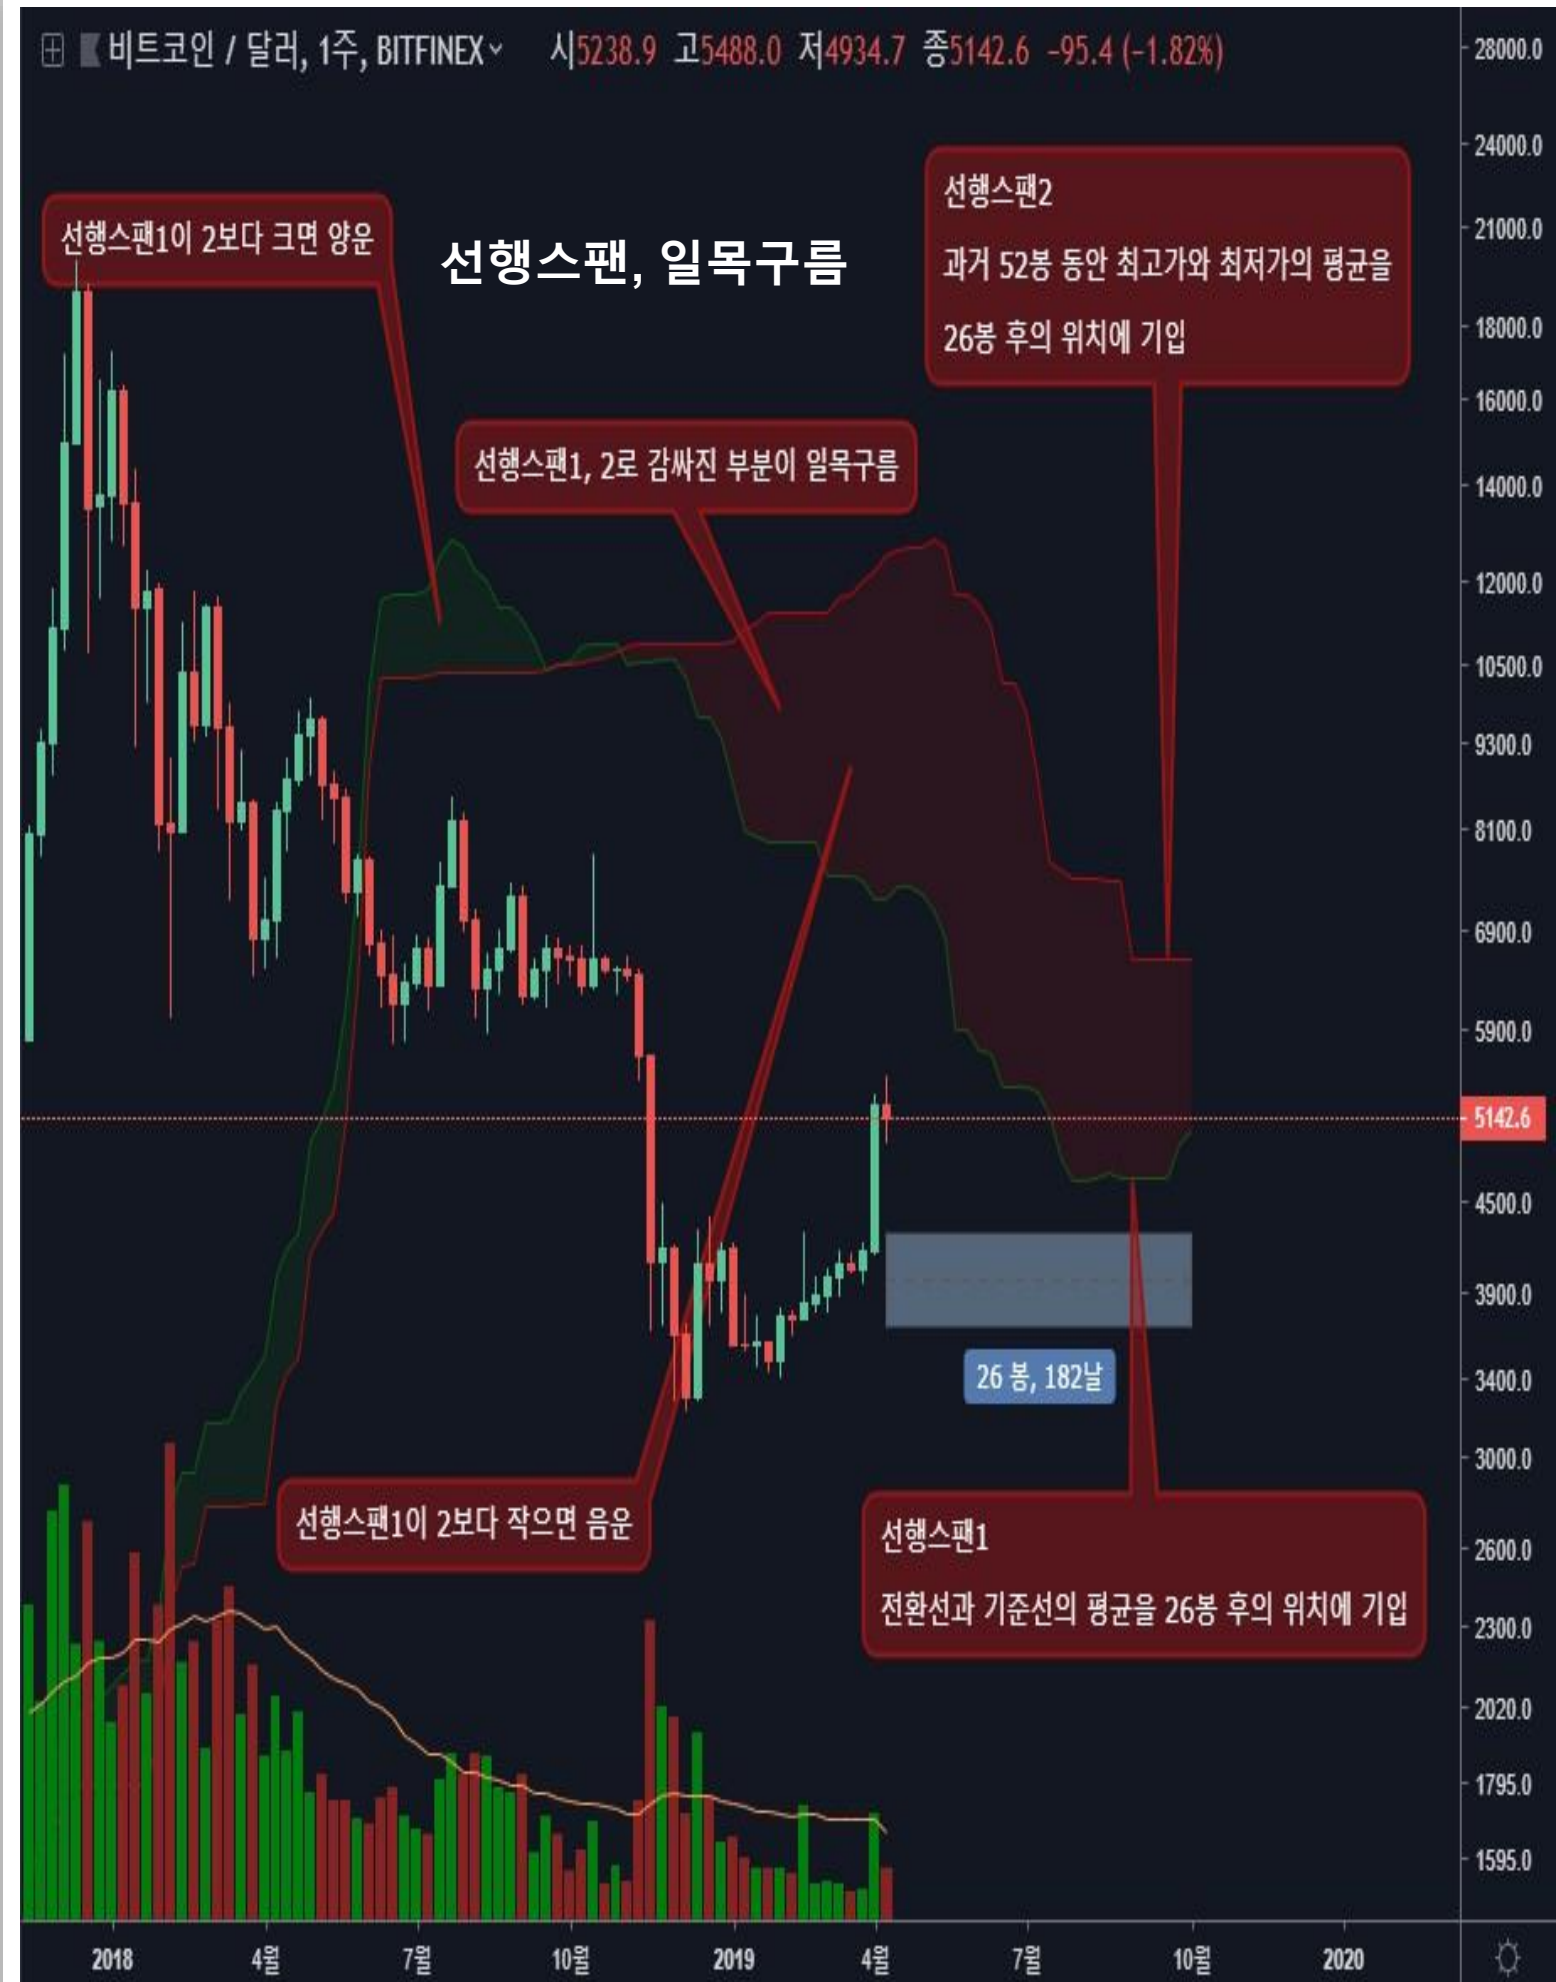 비트코인 / 달러, 1주, BITFINEX 시5238.9 고5488.0 저4934.7 종5142.6 -95.4 (-1.82%)
선행스팬1이 2보다 크면 양운
선행스팬, 일목구름
선행스팬2
과거 52봉 동안 최고가와 최저가의 평균을
26봉 후의 위치에 기입
선행스팬1, 2로 감싸진 부분이 일목구름
26 봉, 182날
선행스팬1이 2보다 작으면 음운
선행스팬1
전환선과 기준선의 평균을 26봉 후의 위치에 기입
28000.0
24000.0
21000.0
18000.0
16000.0
14000.0
12000.0
10500.0
9300.0
8100.0
6900.0
5900.0
5142.6
4500.0
3900.0
3400.0
3000.0
2600.0
2300.0
2020.0
1795.0
1595.0
2018 4월 7월 10월 2019 4월 7월 10월 2020